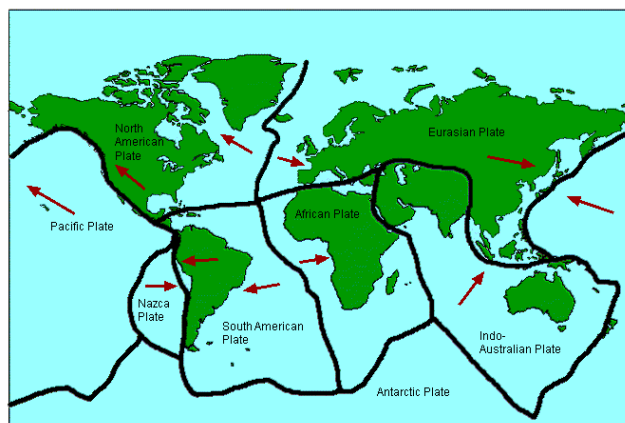 North
American
Plate
Eurasian Plate
African Plate
Pacific Plate
Nazca
Plate
South American
Plate
Indo-
Australian Plate
Antarctic Plate